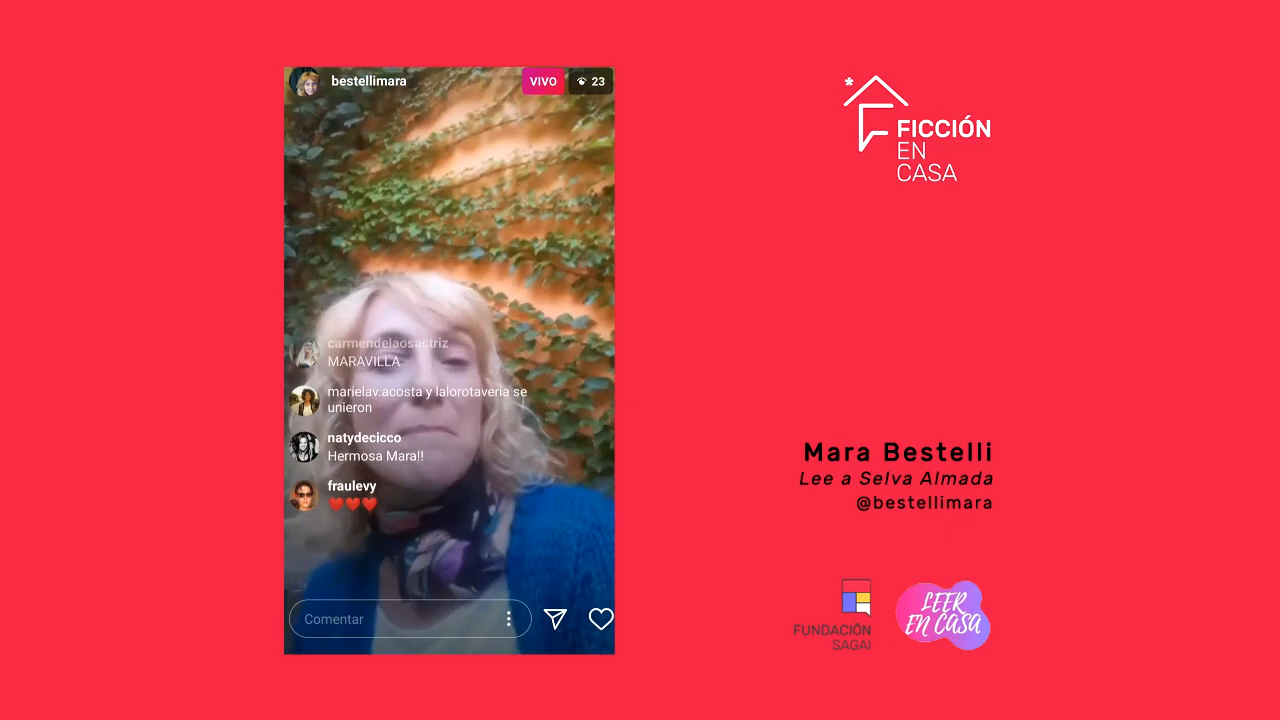 bestellimara
VIVO
23
carmendelaosactriz
MARAVILLA
marielav.acosta y lalorotaveria se
unieron
natydecicco
Hermosa Mara!!
fraulevy
Comentar
* FICCIÓN
EN
CASA
Mara Bestelli
Lee a Selva Almada
@bestellimara
FUNDACIÓN
SAGAI
LEER
EN CASA